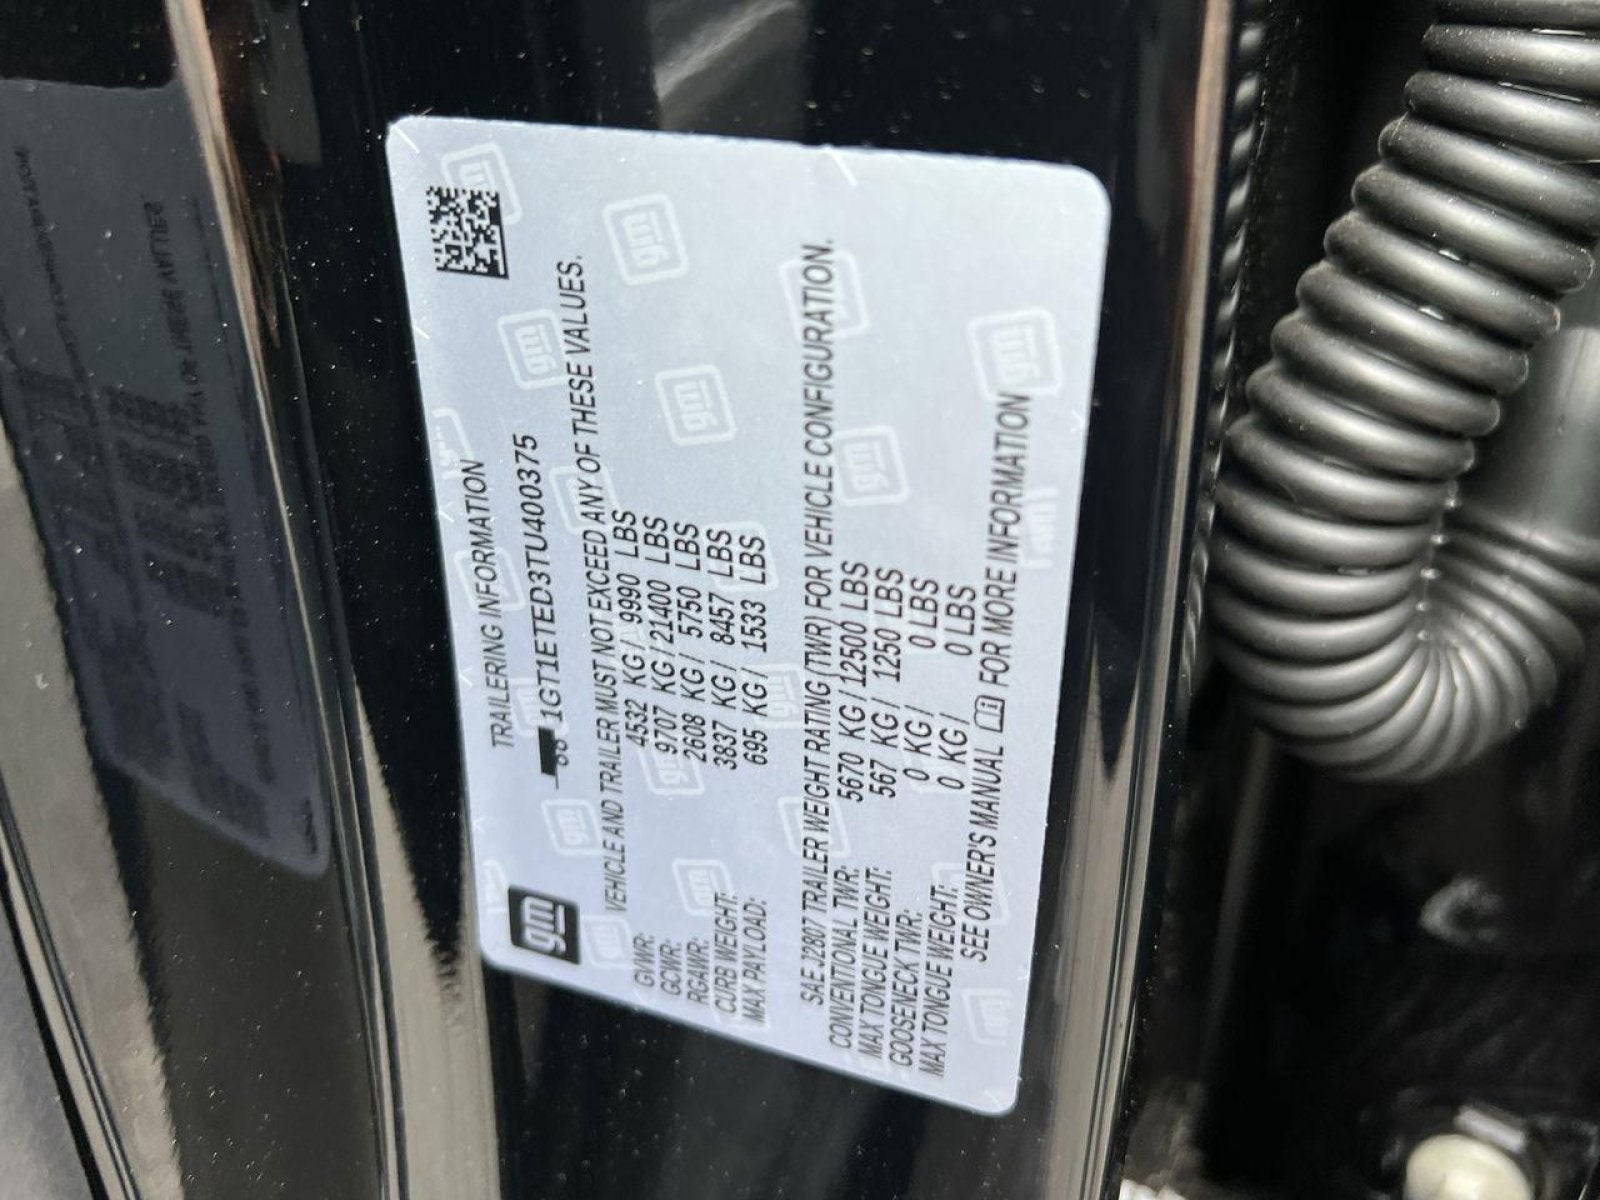 gm
TRAILERING INFORMATION
1GT1ETED3TU400375
VEHICLE AND TRAILER MUST NOT EXCEED ANY OF THESE VALUES.
GVWR: 4532 KG / 9990 LBS
GCWR: 9707 KG / 21400 LBS
RGAWR: 2608 KG / 5750 LBS
CURB WEIGHT: 3837 KG / 8457 LBS
MAX PAYLOAD: 695 KG / 1533 LBS
SAE J2807 TRAILER WEIGHT RATING (TWR) FOR VEHICLE CONFIGURATION.
CONVENTIONAL TWR: 5670 KG / 12500 LBS
MAX TONGUE WEIGHT: 567 KG / 1250 LBS
GOOSENECK TWR: 0 KG / 0 LBS
MAX TONGUE WEIGHT: 0 KG / 0 LBS
SEE OWNER'S MANUAL FOR MORE INFORMATION